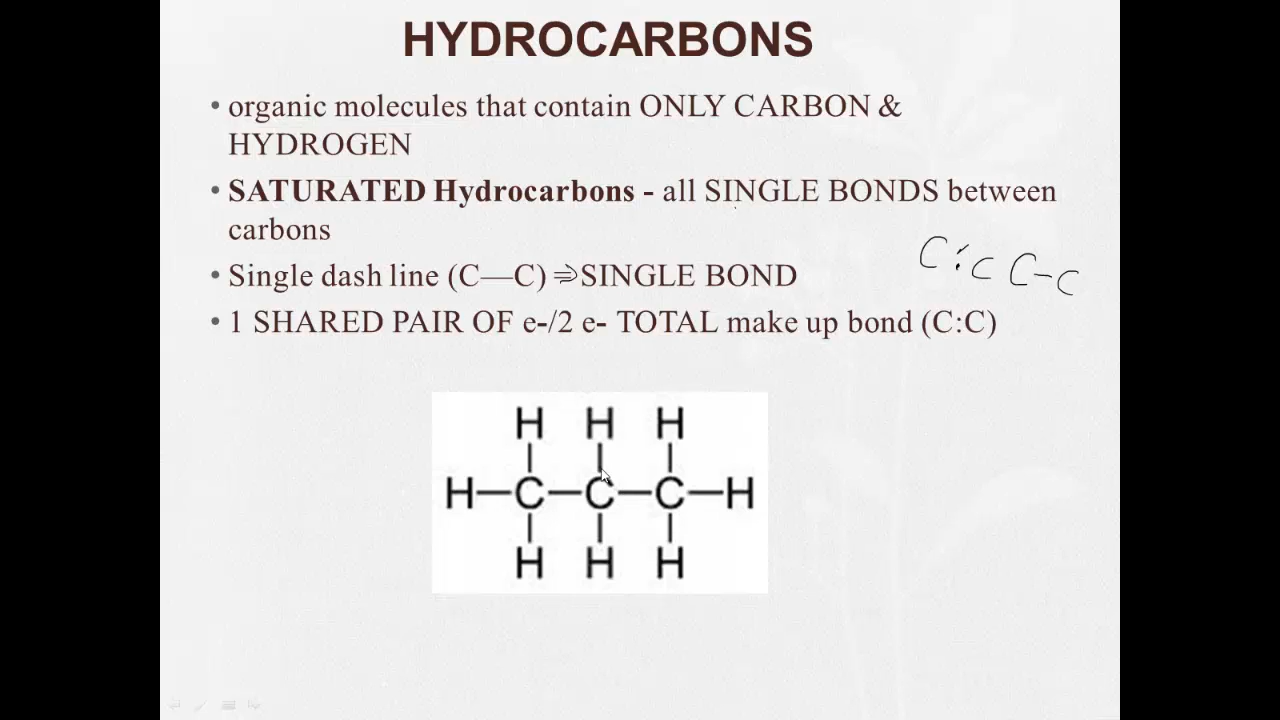 HYDROCARBONS
• organic molecules that contain ONLY CARBON &
HYDROGEN
• SATURATED Hydrocarbons - all SINGLE BONDS between
carbons
C:C C-C
• Single dash line (C—C) ⇒SINGLE BOND
• 1 SHARED PAIR OF e-/2 e- TOTAL make up bond (C:C)
H H H
H—C—C—C—H
H H H